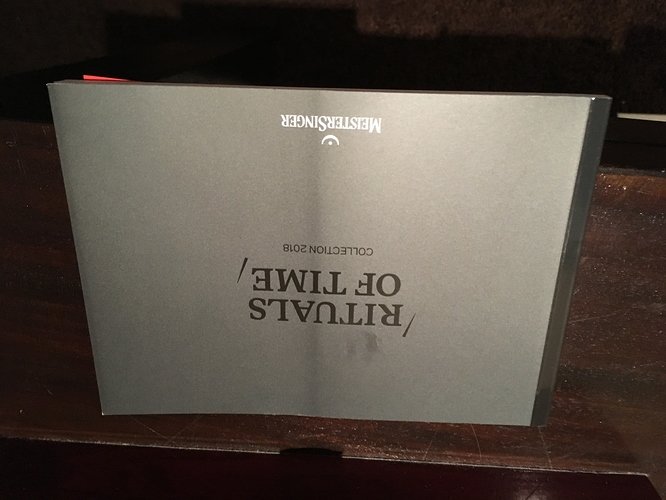 /RITUALS
OF TIME/
COLLECTION 2018
MEISTERSINGER